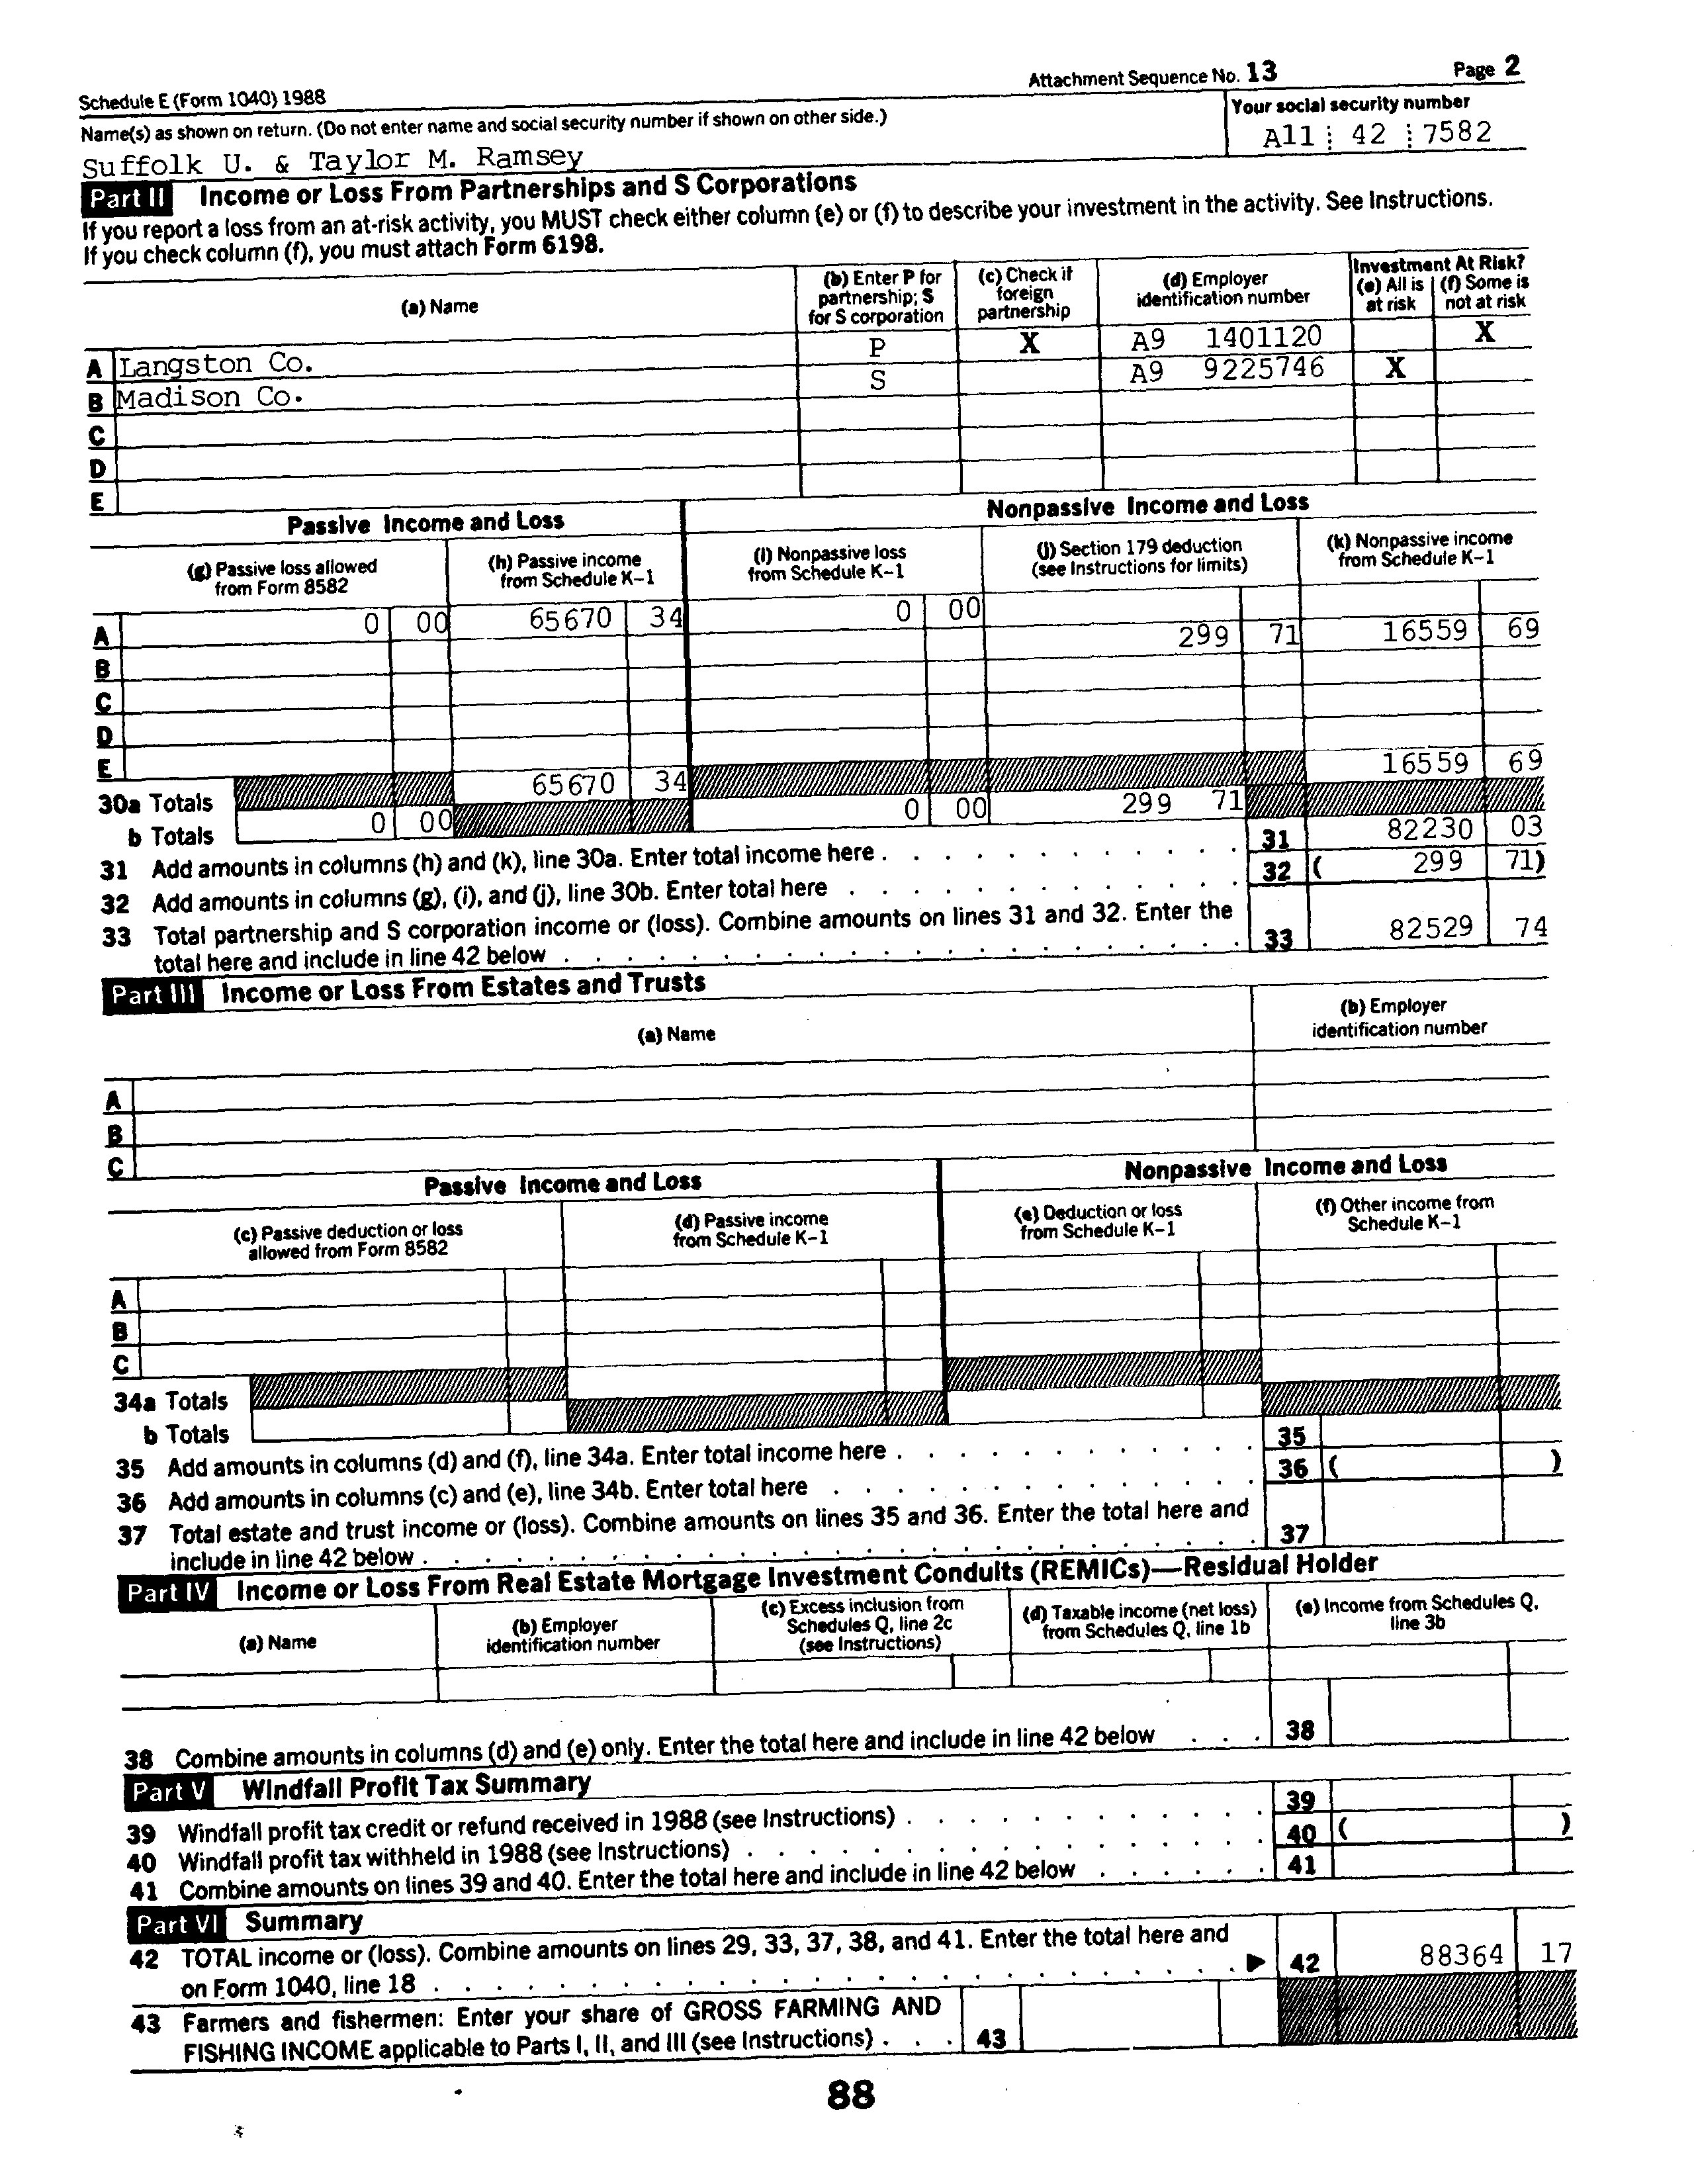 Schedule E (Form 1040) 1988 Attachment Sequence No. 13 Page 2
Name(s) as shown on return. (Do not enter name and social security number if shown on other side.) Your social security number
Suffolk U. & Taylor M. Ramsey A11 42 7582
Part II Income or Loss From Partnerships and S Corporations
If you report a loss from an at-risk activity, you MUST check either column (e) or (f) to describe your investment in the activity. See Instructions.
If you check column (f), you must attach Form 6198.
(a) Name
(b) Enter P for
partnership; S
for S corporation
(c) Check if
foreign
partnership
(d) Employer
identification number
Investment At Risk?
(e) All is
at risk
(f) Some is
not at risk
A Langston Co. P X A9 1401120 X
B Madison Co. S A9 9225746 X
C
D
E
Passive Income and Loss Nonpassive Income and Loss
(g) Passive loss allowed
from Form 8582
(h) Passive income
from Schedule K-1
(i) Nonpassive loss
from Schedule K-1
(j) Section 179 deduction
(see Instructions for limits)
(k) Nonpassive income
from Schedule K-1
A 0 00 65670 34 0 00 299 71 16559 69
B
C
D
E
30a Totals 65670 34 16559 69
b Totals 0 00 0 00 299 71
31 Add amounts in columns (h) and (k), line 30a. Enter total income here . . . 31 82230 03
32 Add amounts in columns (g), (i), and (j), line 30b. Enter total here . . . 32 ( 299 71)
33 Total partnership and S corporation income or (loss). Combine amounts on lines 31 and 32. Enter the
total here and include in line 42 below . . . 33 82529 74
Part III Income or Loss From Estates and Trusts
(a) Name
(b) Employer
identification number
A
B
C
Passive Income and Loss Nonpassive Income and Loss
(c) Passive deduction or loss
allowed from Form 8582
(d) Passive income
from Schedule K-1
(e) Deduction or loss
from Schedule K-1
(f) Other income from
Schedule K-1
A
B
C
34a Totals
b Totals
35 Add amounts in columns (d) and (f), line 34a. Enter total income here . . . 35
36 Add amounts in columns (c) and (e), line 34b. Enter total here . . . 36 ( )
37 Total estate and trust income or (loss). Combine amounts on lines 35 and 36. Enter the total here and
include in line 42 below . . . 37
Part IV Income or Loss From Real Estate Mortgage Investment Conduits (REMICs)—Residual Holder
(a) Name
(b) Employer
identification number
(c) Excess inclusion from
Schedules Q, line 2c
(see Instructions)
(d) Taxable income (net loss)
from Schedules Q, line 1b
(e) Income from Schedules Q,
line 3b
38 Combine amounts in columns (d) and (e) only. Enter the total here and include in line 42 below . . . 38
Part V Windfall Profit Tax Summary
39 Windfall profit tax credit or refund received in 1988 (see Instructions) . . . 39
40 Windfall profit tax withheld in 1988 (see Instructions) . . . 40 ( )
41 Combine amounts on lines 39 and 40. Enter the total here and include in line 42 below . . . 41
Part VI Summary
42 TOTAL income or (loss). Combine amounts on lines 29, 33, 37, 38, and 41. Enter the total here and
on Form 1040, line 18 . . . ▶ 42 88364 17
43 Farmers and fishermen: Enter your share of GROSS FARMING AND
FISHING INCOME applicable to Parts I, II, and III (see Instructions) . . . 43
88